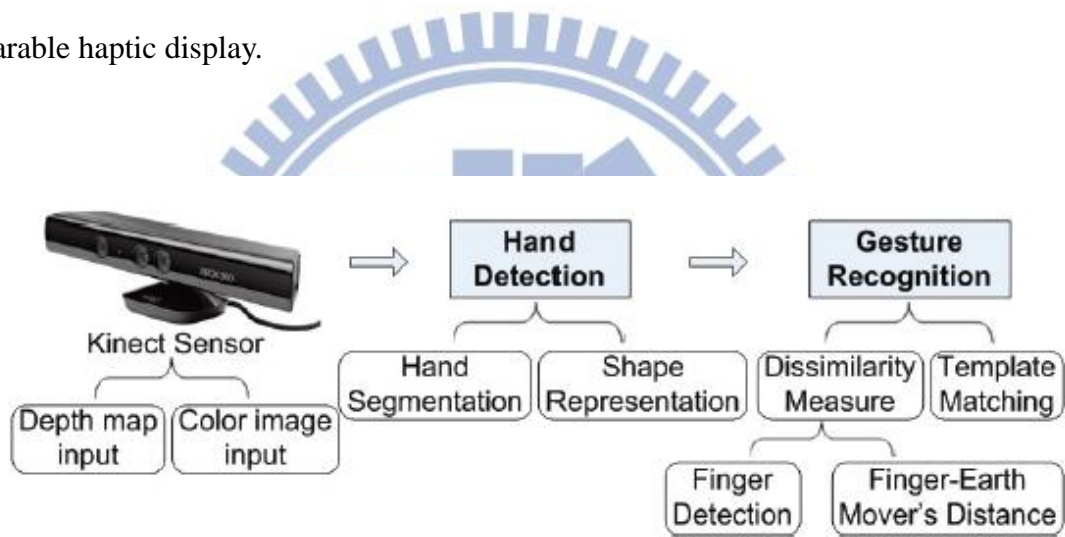 arable haptic display.
XBOX360
Kinect Sensor
Depth map
input
Color image
input
Hand
Detection
Hand
Segmentation
Shape
Representation
Gesture
Recognition
Dissimilarity
Measure
Template
Matching
Finger
Detection
Finger-Earth
Mover's Distance